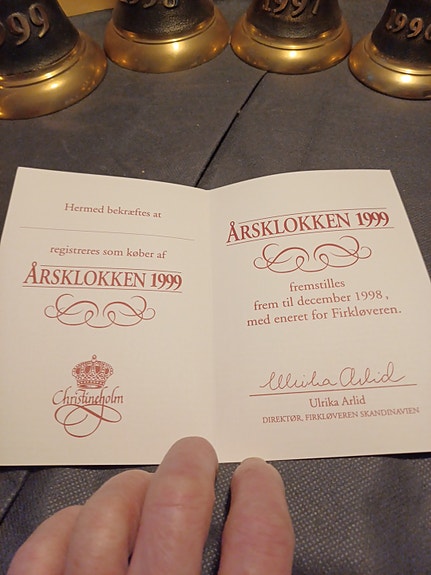 1999
1998
1997
1996
Hermed bekræftes at
registreres som køber af
ÅRSKLOKKEN 1999
Christineholm
ÅRSKLOKKEN 1999
fremstilles
frem til december 1998,
med eneret for Firkløveren.
Ulrika Arlid
Ulrika Arlid
DIREKTØR, FIRKLØVEREN SKANDINAVIEN